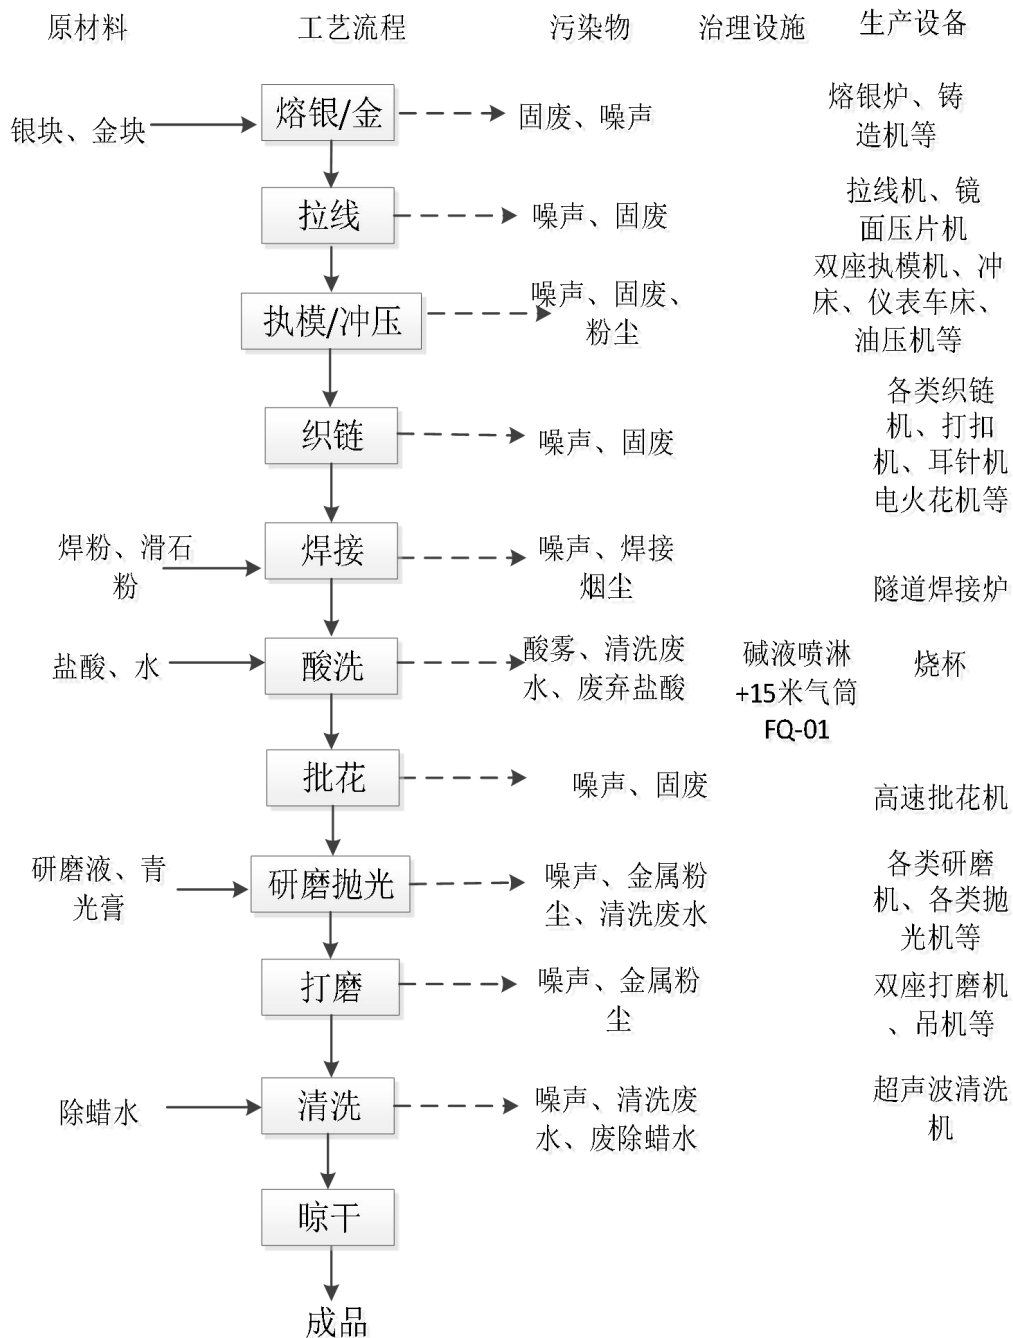 原材料 工艺流程 污染物 治理设施 生产设备
银块、金块
熔银/金
固废、噪声
熔银炉、铸
造机等
拉线
噪声、固废
拉线机、镜
面压片机
执模/冲压
噪声、固废、
粉尘
双座执模机、冲
床、仪表车床、
油压机等
织链
噪声、固废
各类织链
机、打扣
机、耳针机
电火花机等
焊粉、滑石
粉
焊接
噪声、焊接
烟尘
隧道焊接炉
盐酸、水
酸洗
酸雾、清洗废
水、废弃盐酸
碱液喷淋
+15米气筒
FQ-01
烧杯
批花
噪声、固废
高速批花机
研磨液、青
光膏
研磨抛光
噪声、金属粉
尘、清洗废水
各类研磨
机、各类抛
光机等
打磨
噪声、金属粉
尘
双座打磨机
、吊机等
除蜡水
清洗
噪声、清洗废
水、废除蜡水
超声波清洗
机
晾干
成品